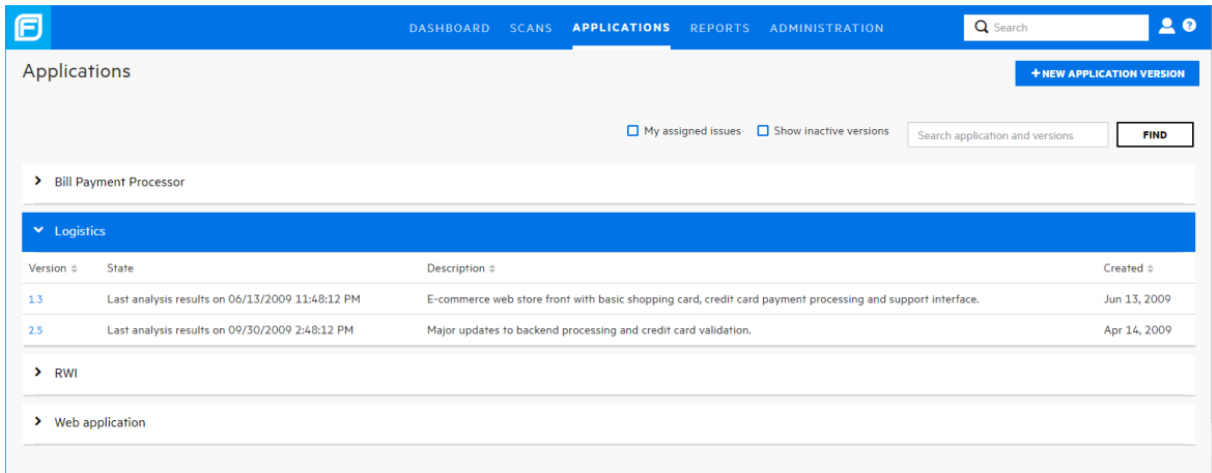 DASHBOARD SCANS APPLICATIONS REPORTS ADMINISTRATION Search
Applications + NEW APPLICATION VERSION
My assigned issues Show inactive versions Search application and versions FIND
Bill Payment Processor
Logistics
Version State Description Created
1.3 Last analysis results on 06/13/2009 11:48:12 PM E-commerce web store front with basic shopping card, credit card payment processing and support interface. Jun 13, 2009
2.5 Last analysis results on 09/30/2009 2:48:12 PM Major updates to backend processing and credit card validation. Apr 14, 2009
RWI
Web application